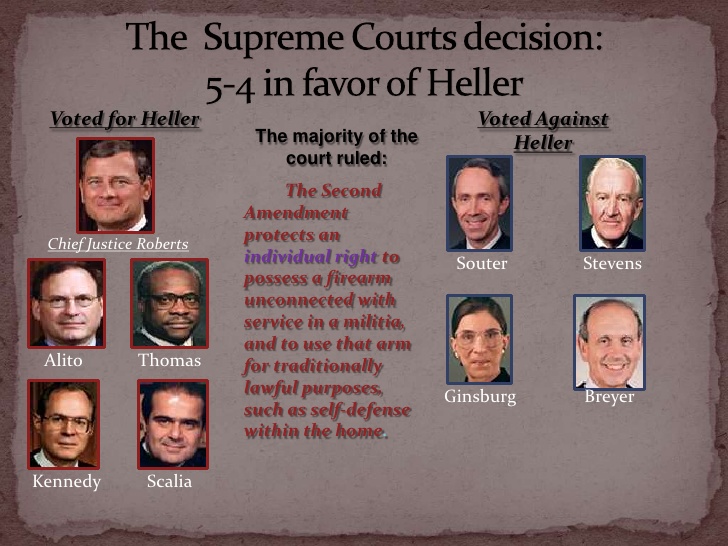 The Supreme Courts decision:
5-4 in favor of Heller
Voted for Heller
Chief Justice Roberts
Alito
Thomas
Kennedy
Scalia
The majority of the
court ruled:
The Second
Amendment
protects an
individual right to
possess a firearm
unconnected with
service in a militia,
and to use that arm
for traditionally
lawful purposes,
such as self-defense
within the home.
Voted Against
Heller
Souter
Stevens
Ginsburg
Breyer